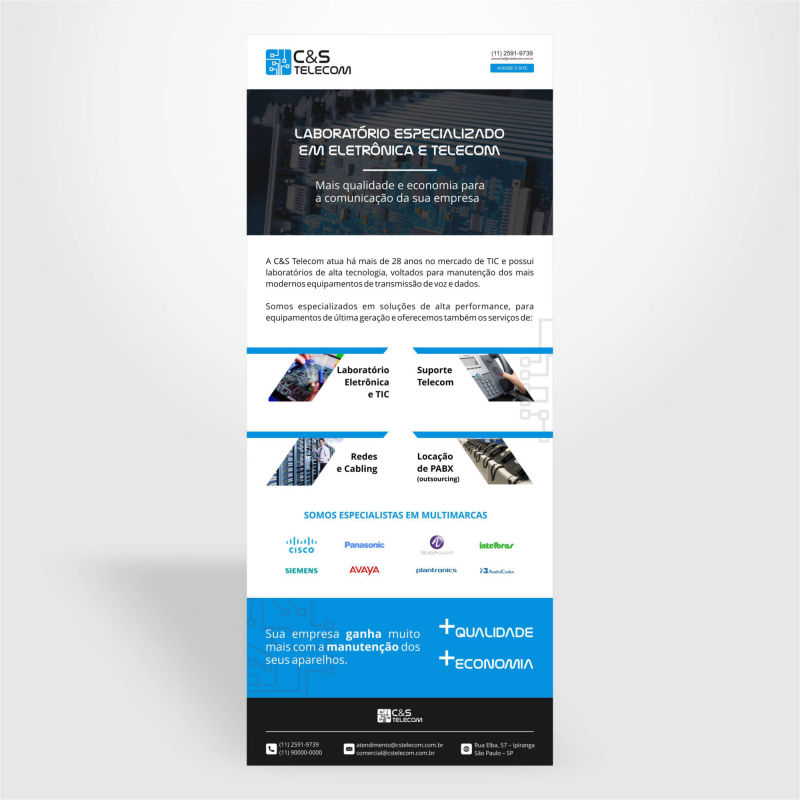 C&S
TELECOM
(11) 2591-9739
comercial@cstelecom.com.br
ACESSE O SITE
LABORATÓRIO ESPECIALIZADO
EM ELETRÔNICA E TELECOM
Mais qualidade e economia para
a comunicação da sua empresa
A C&S Telecom atua há mais de 28 anos no mercado de TIC e possui
laboratórios de alta tecnologia, voltados para manutenção dos mais
modernos equipamentos de transmissão de voz e dados.
Somos especializados em soluções de alta performance, para
equipamentos de última geração e oferecemos também os serviços de:
Laboratório
Eletrônica
e TIC
Suporte
Telecom
Redes
e Cabling
Locação
de PABX
(outsourcing)
SOMOS ESPECIALISTAS EM MULTIMARCAS
CISCO
Panasonic
Alcatel-Lucent
intelbras
SIEMENS
AVAYA
plantronics
AudioCodes
Sua empresa ganha muito
mais com a manutenção dos
seus aparelhos.
+QUALIDADE
+ECONOMIA
C&S
TELECOM
(11) 2591-9739
(11) 90000-0000
atendimento@cstelecom.com.br
comercial@cstelecom.com.br
Rua Elba, 57 – Ipiranga
São Paulo – SP